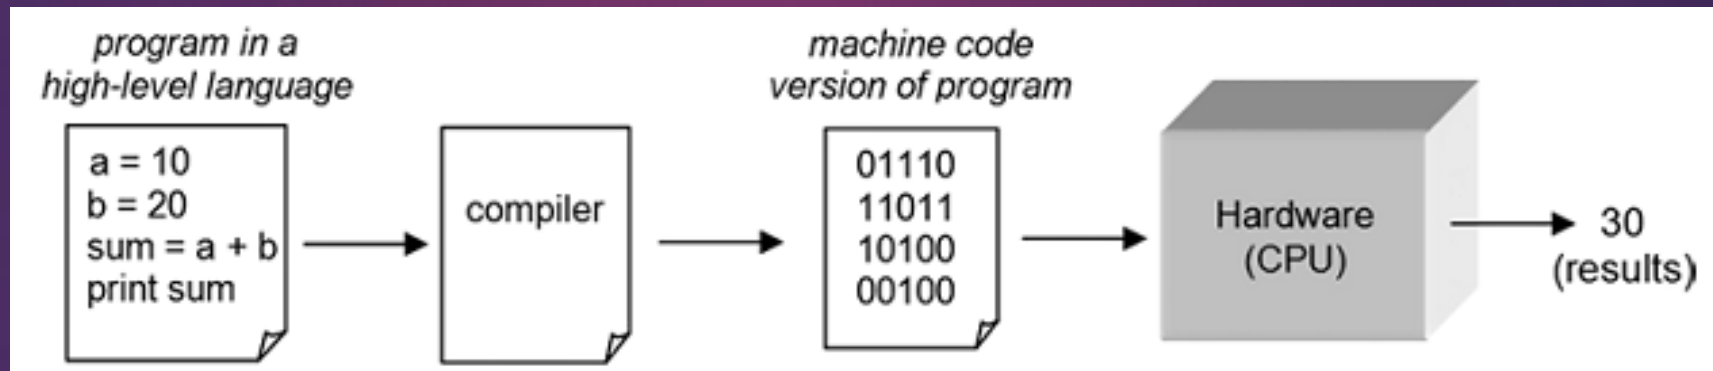 program in a
high-level language
a = 10
b = 20
sum = a + b
print sum
compiler
machine code
version of program
01110
11011
10100
00100
Hardware
(CPU)
30
(results)